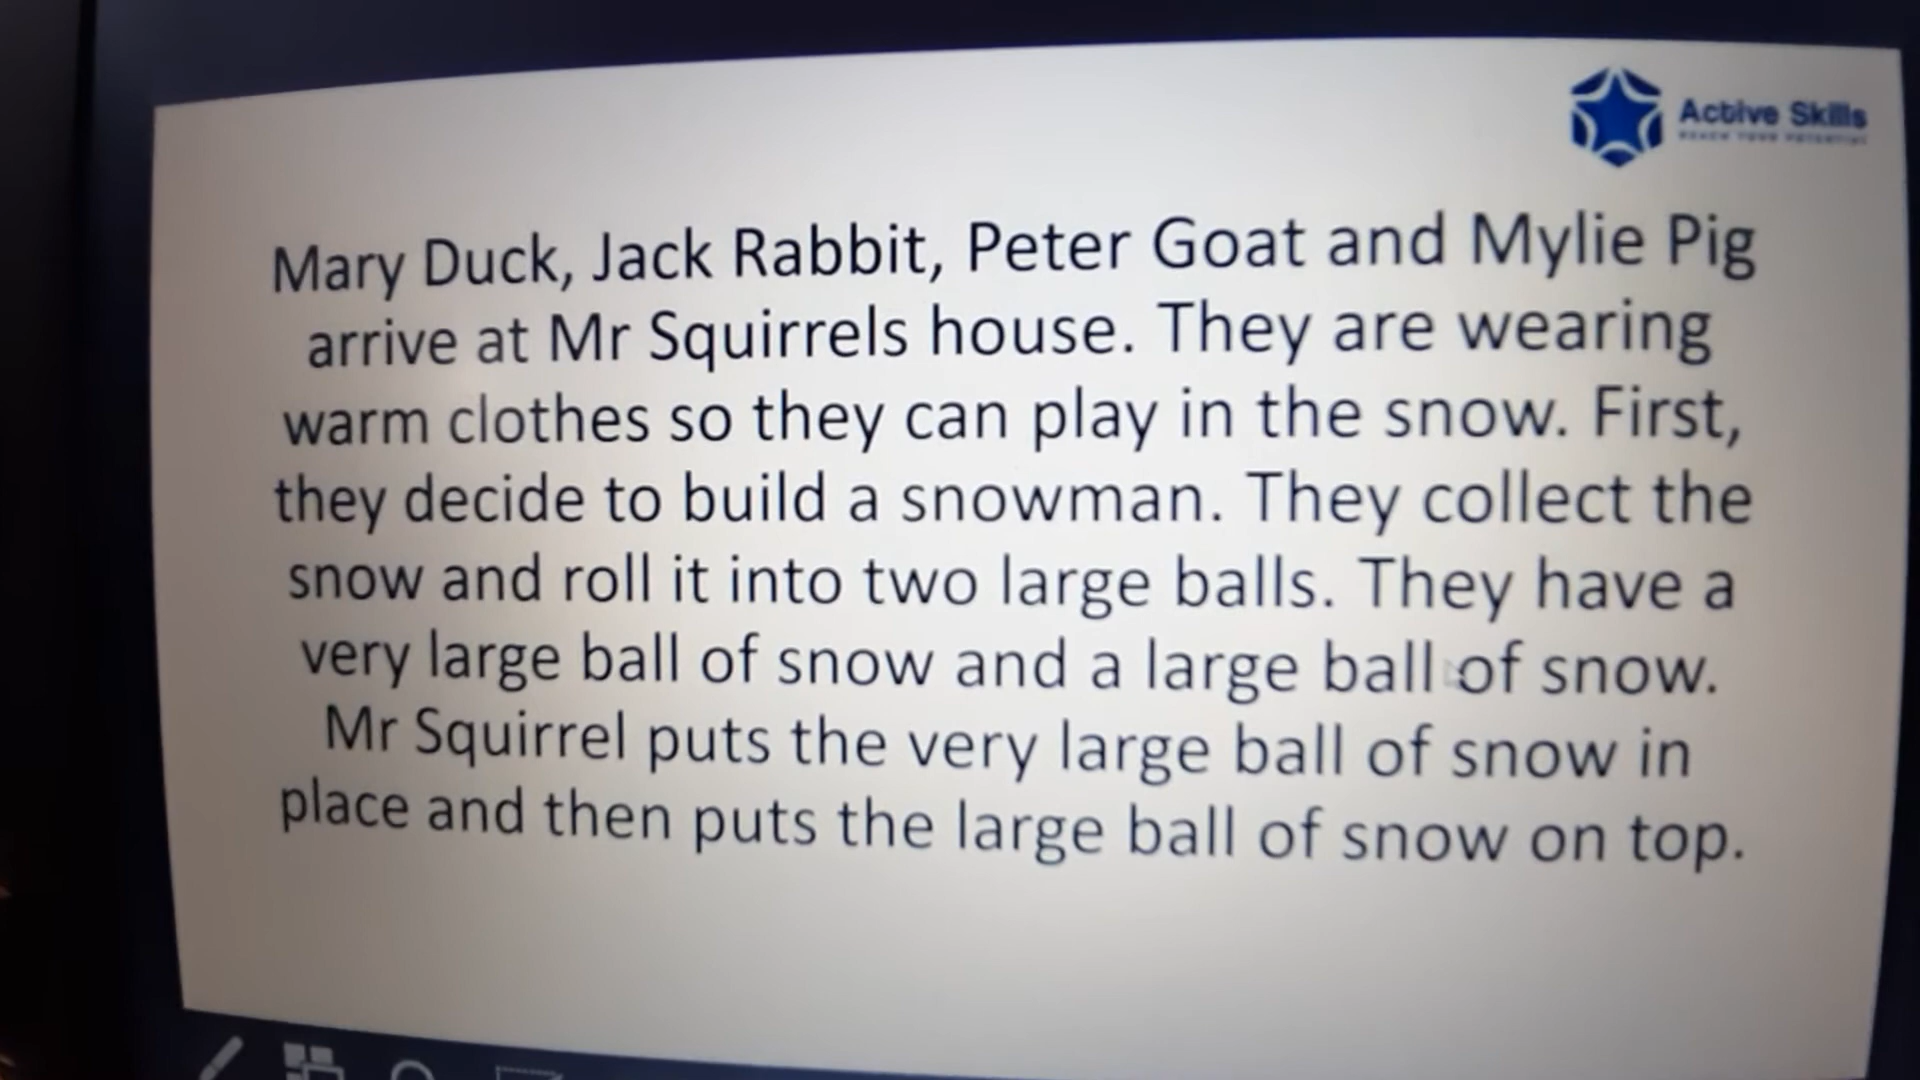 Active Skills
REACH YOUR POTENTIAL
Mary Duck, Jack Rabbit, Peter Goat and Mylie Pig
arrive at Mr Squirrels house. They are wearing
warm clothes so they can play in the snow. First,
they decide to build a snowman. They collect the
snow and roll it into two large balls. They have a
very large ball of snow and a large ball of snow.
Mr Squirrel puts the very large ball of snow in
place and then puts the large ball of snow on top.